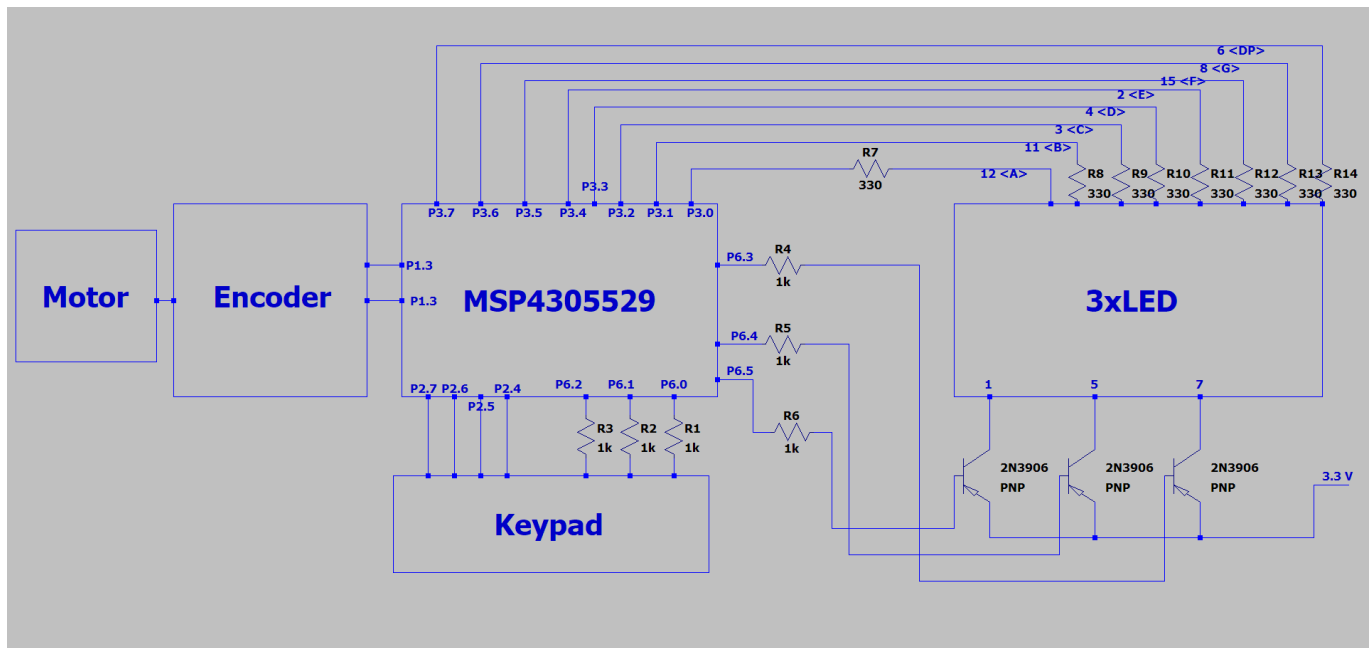 6 <DP>
8 <G>
15 <F>
2 <E>
4 <D>
3 <C>
11 <B>
12 <A>
R7
330
R8
330
R9
330
R10
330
R11
330
R12
330
R13
330
R14
330
P3.7
P3.6
P3.5
P3.4
P3.3
P3.2
P3.1
P3.0
Motor
Encoder
P1.3
P1.3
MSP4305529
P6.3
R4
1k
P6.4
R5
1k
P6.5
R6
1k
3xLED
1
5
7
P2.7
P2.6
P2.5
P2.4
P6.2
P6.1
P6.0
R3
1k
R2
1k
R1
1k
Keypad
2N3906
PNP
2N3906
PNP
2N3906
PNP
3.3 V